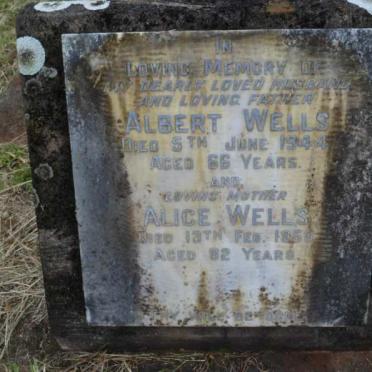 IN
LOVING MEMORY OF
MY DEARLY LOVED HUSBAND
AND LOVING FATHER
ALBERT WELLS
DIED 5TH JUNE 1944
AGED 66 YEARS.
AND
LOVING MOTHER
ALICE WELLS
DIED 13TH FEB.
AGED 82 YEARS.